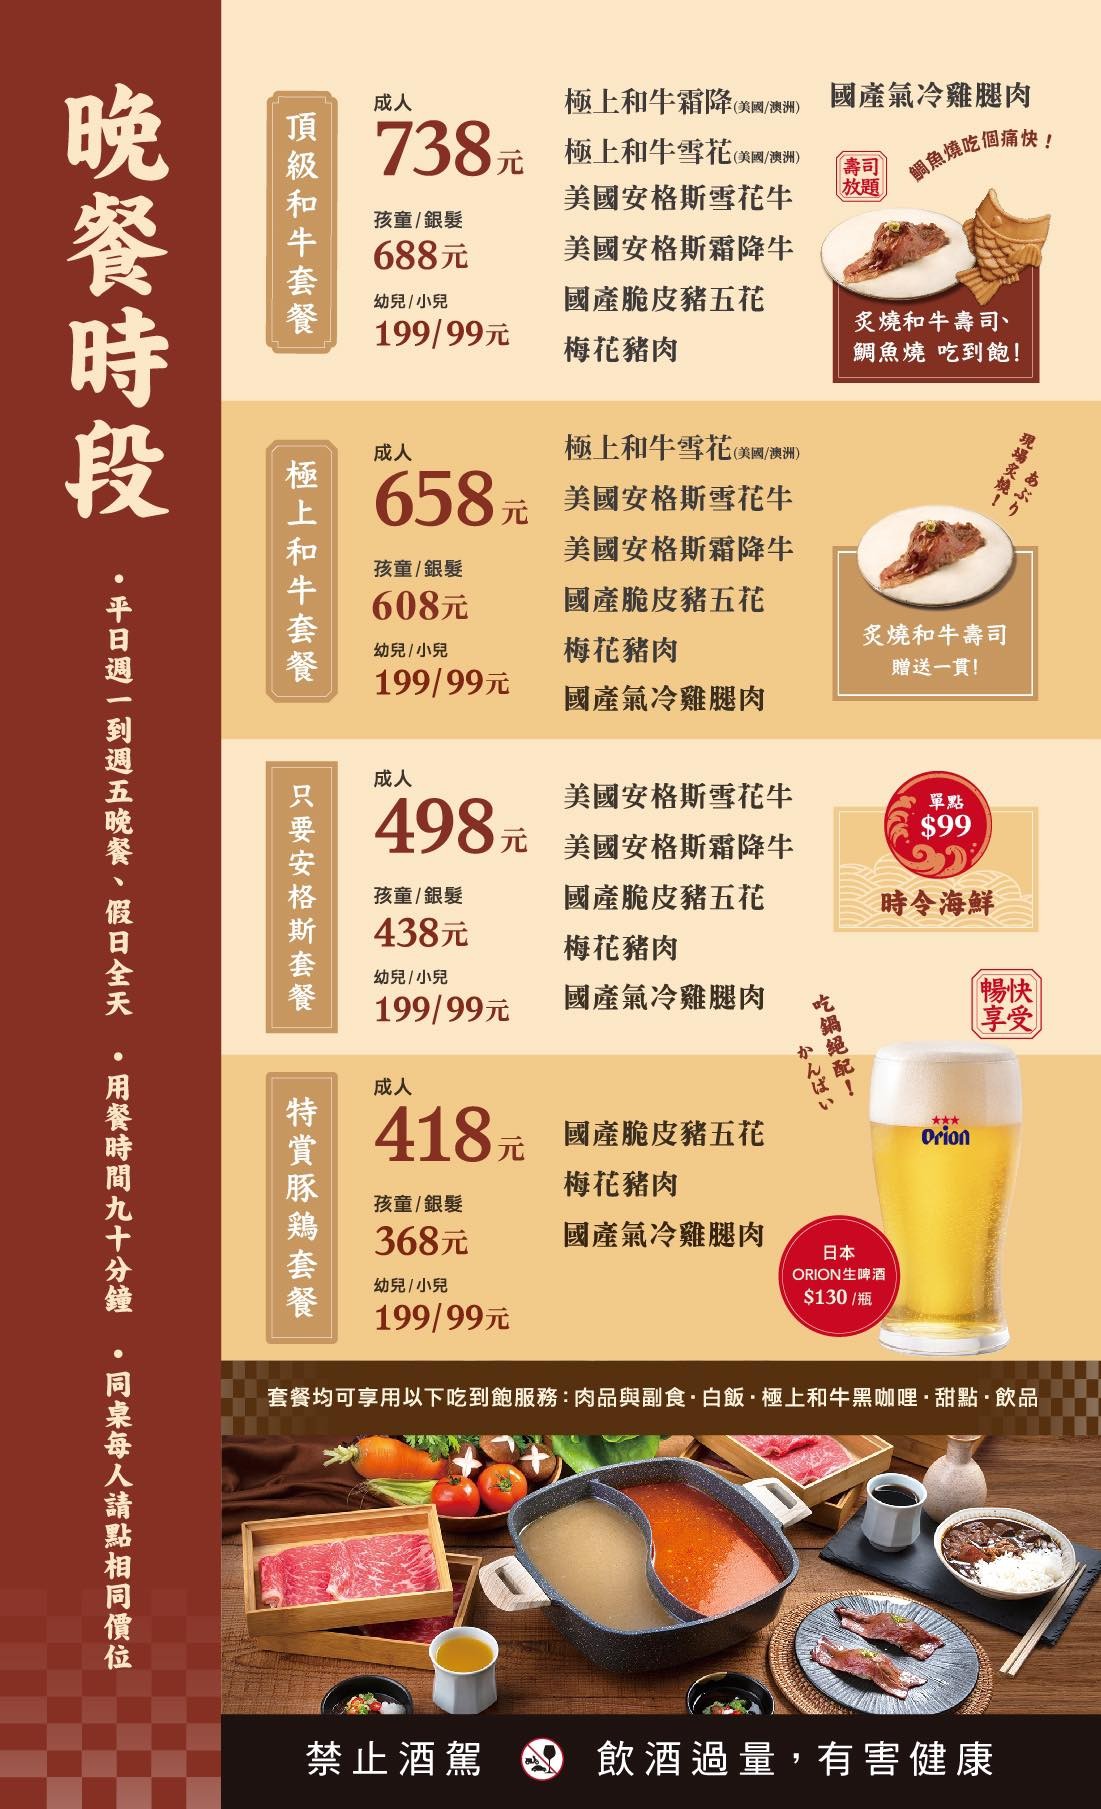 晚餐時段
・平日週一到週五晚餐、假日全天
・用餐時間九十分鐘
・同桌每人請點相同價位
頂級和牛套餐
成人
738元
孩童/銀髮
688元
幼兒/小兒
199/99元
極上和牛霜降(美國/澳洲)
極上和牛雪花(美國/澳洲)
美國安格斯雪花牛
美國安格斯霜降牛
國產脆皮豬五花
梅花豬肉
國產氣冷雞腿肉
壽司
放題
鯛魚燒吃個痛快!
炙燒和牛壽司、
鯛魚燒 吃到飽!
極上和牛套餐
成人
658元
孩童/銀髮
608元
幼兒/小兒
199/99元
極上和牛雪花(美國/澳洲)
美國安格斯雪花牛
美國安格斯霜降牛
國產脆皮豬五花
梅花豬肉
國產氣冷雞腿肉
現場炙燒!
あぶり
炙燒和牛壽司
贈送一貫!
只要安格斯套餐
成人
498元
孩童/銀髮
438元
幼兒/小兒
199/99元
美國安格斯雪花牛
美國安格斯霜降牛
國產脆皮豬五花
梅花豬肉
國產氣冷雞腿肉
單點
$99
時令海鮮
特賞豚鶏套餐
成人
418元
孩童/銀髮
368元
幼兒/小兒
199/99元
國產脆皮豬五花
梅花豬肉
國產氣冷雞腿肉
暢快
享受
吃鍋絕配!
かんぱい
Orion
日本
ORION生啤酒
$130 /瓶
套餐均可享用以下吃到飽服務:肉品與副食・白飯・極上和牛黑咖哩・甜點・飲品
禁止酒駕 飲酒過量,有害健康